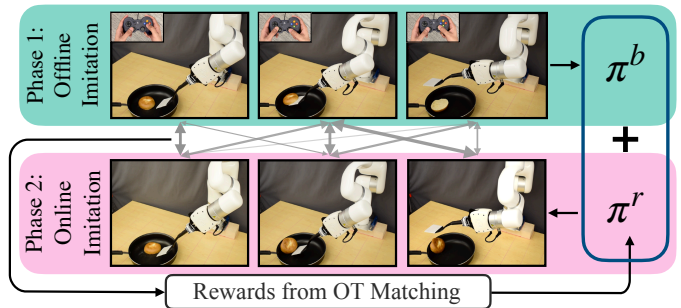 Phase 1:
Offline
Imitation
π^b
+
Phase 2:
Online
Imitation
π^r
Rewards from OT Matching